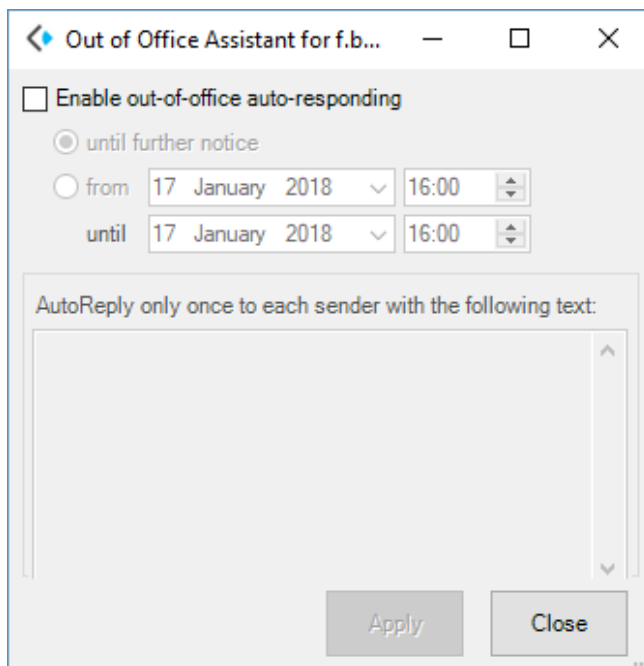 Out of Office Assistant for f.b...
Enable out-of-office auto-responding
until further notice
from 17 January 2018 16:00
until 17 January 2018 16:00
AutoReply only once to each sender with the following text:
Apply Close